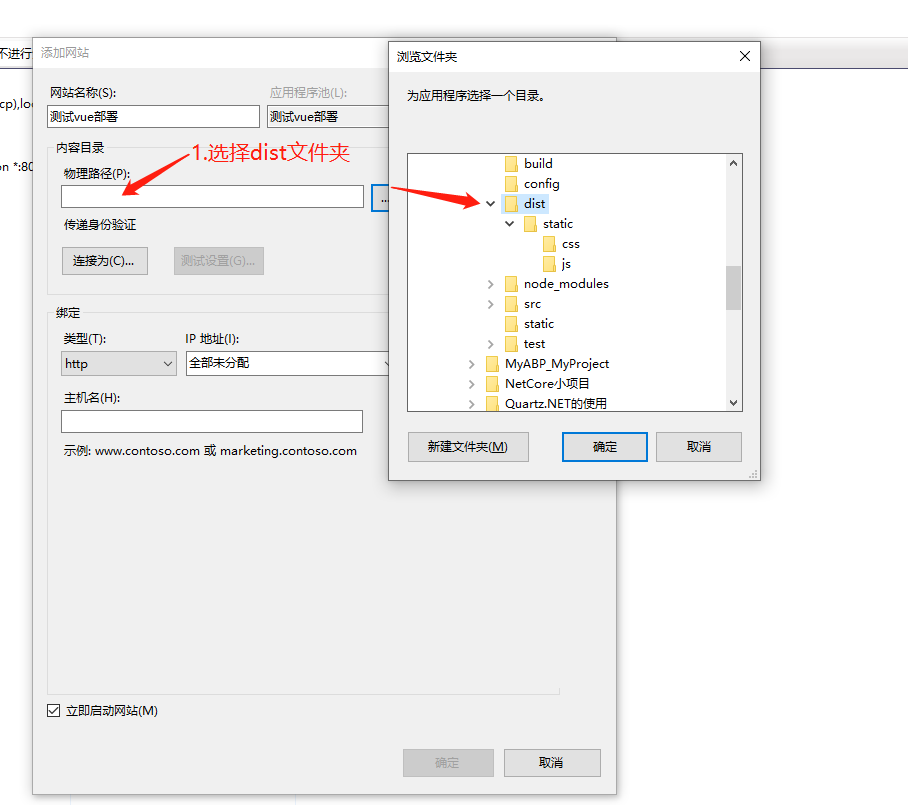 不进行
添加网站
浏览文件夹
网站名称(S):
应用程序池(L):
为应用程序选择一个目录。
cp),loc
测试vue部署
测试vue部署
内容目录
1.选择dist文件夹
on *:80
物理路径(P):
...
传递身份验证
连接为(C)...
测试设置(G)...
build
config
dist
static
css
js
node_modules
src
static
test
MyABP_MyProject
NetCore小项目
Quartz.NET的使用
绑定
类型(T):
IP 地址(I):
http
全部未分配
主机名(H):
新建文件夹(M)
确定
取消
示例: www.contoso.com 或 marketing.contoso.com
立即启动网站(M)
确定
取消